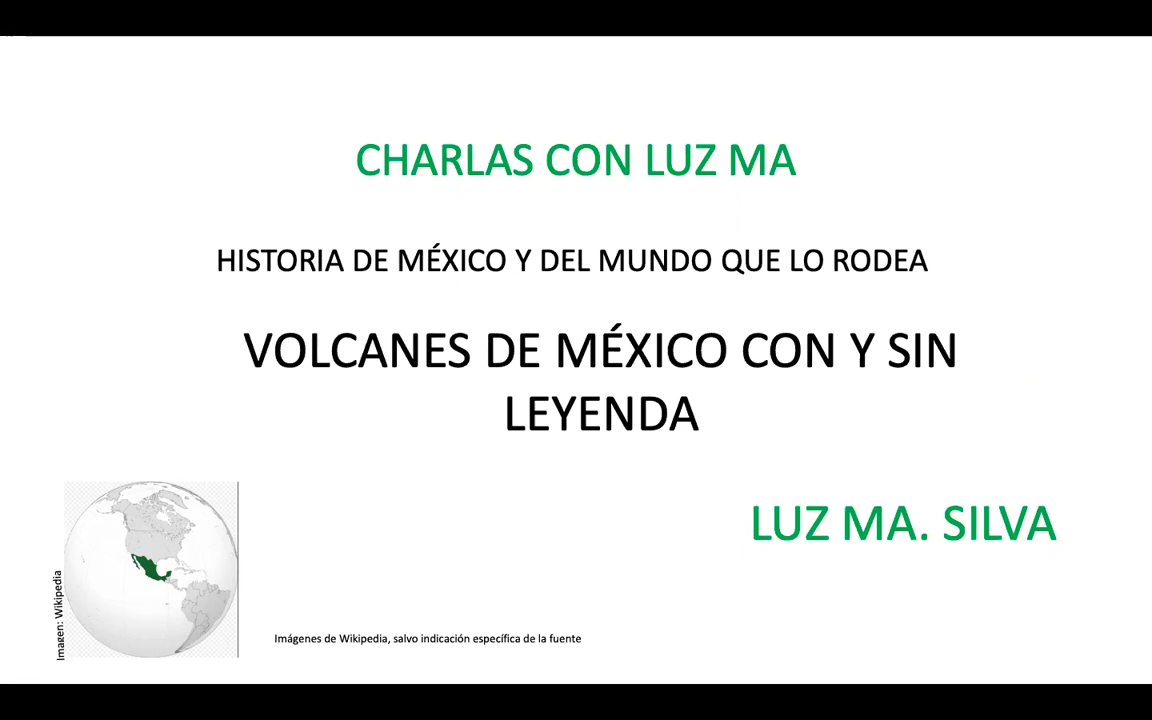 CHARLAS CON LUZ MA
HISTORIA DE MÉXICO Y DEL MUNDO QUE LO RODEA
VOLCANES DE MÉXICO CON Y SIN
LEYENDA
LUZ MA. SILVA
Imagen: Wikipedia
Imágenes de Wikipedia, salvo indicación específica de la fuente